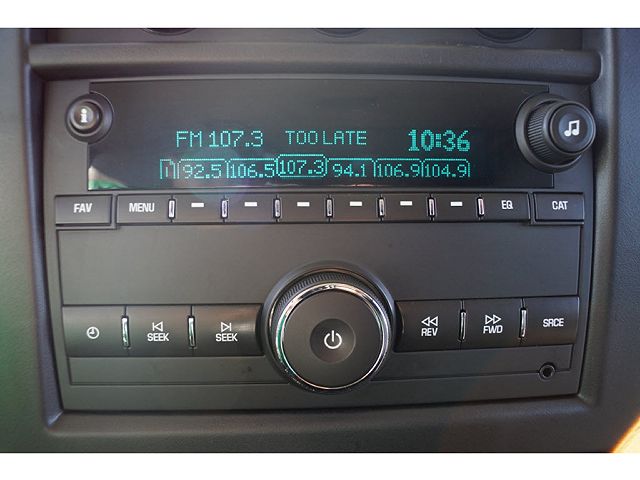 FM 107.3 TOO LATE 10:36
1 92.5 106.5 107.3 94.1 106.9 104.9
FAV MENU EQ CAT
SEEK SEEK REV FWD SRCE